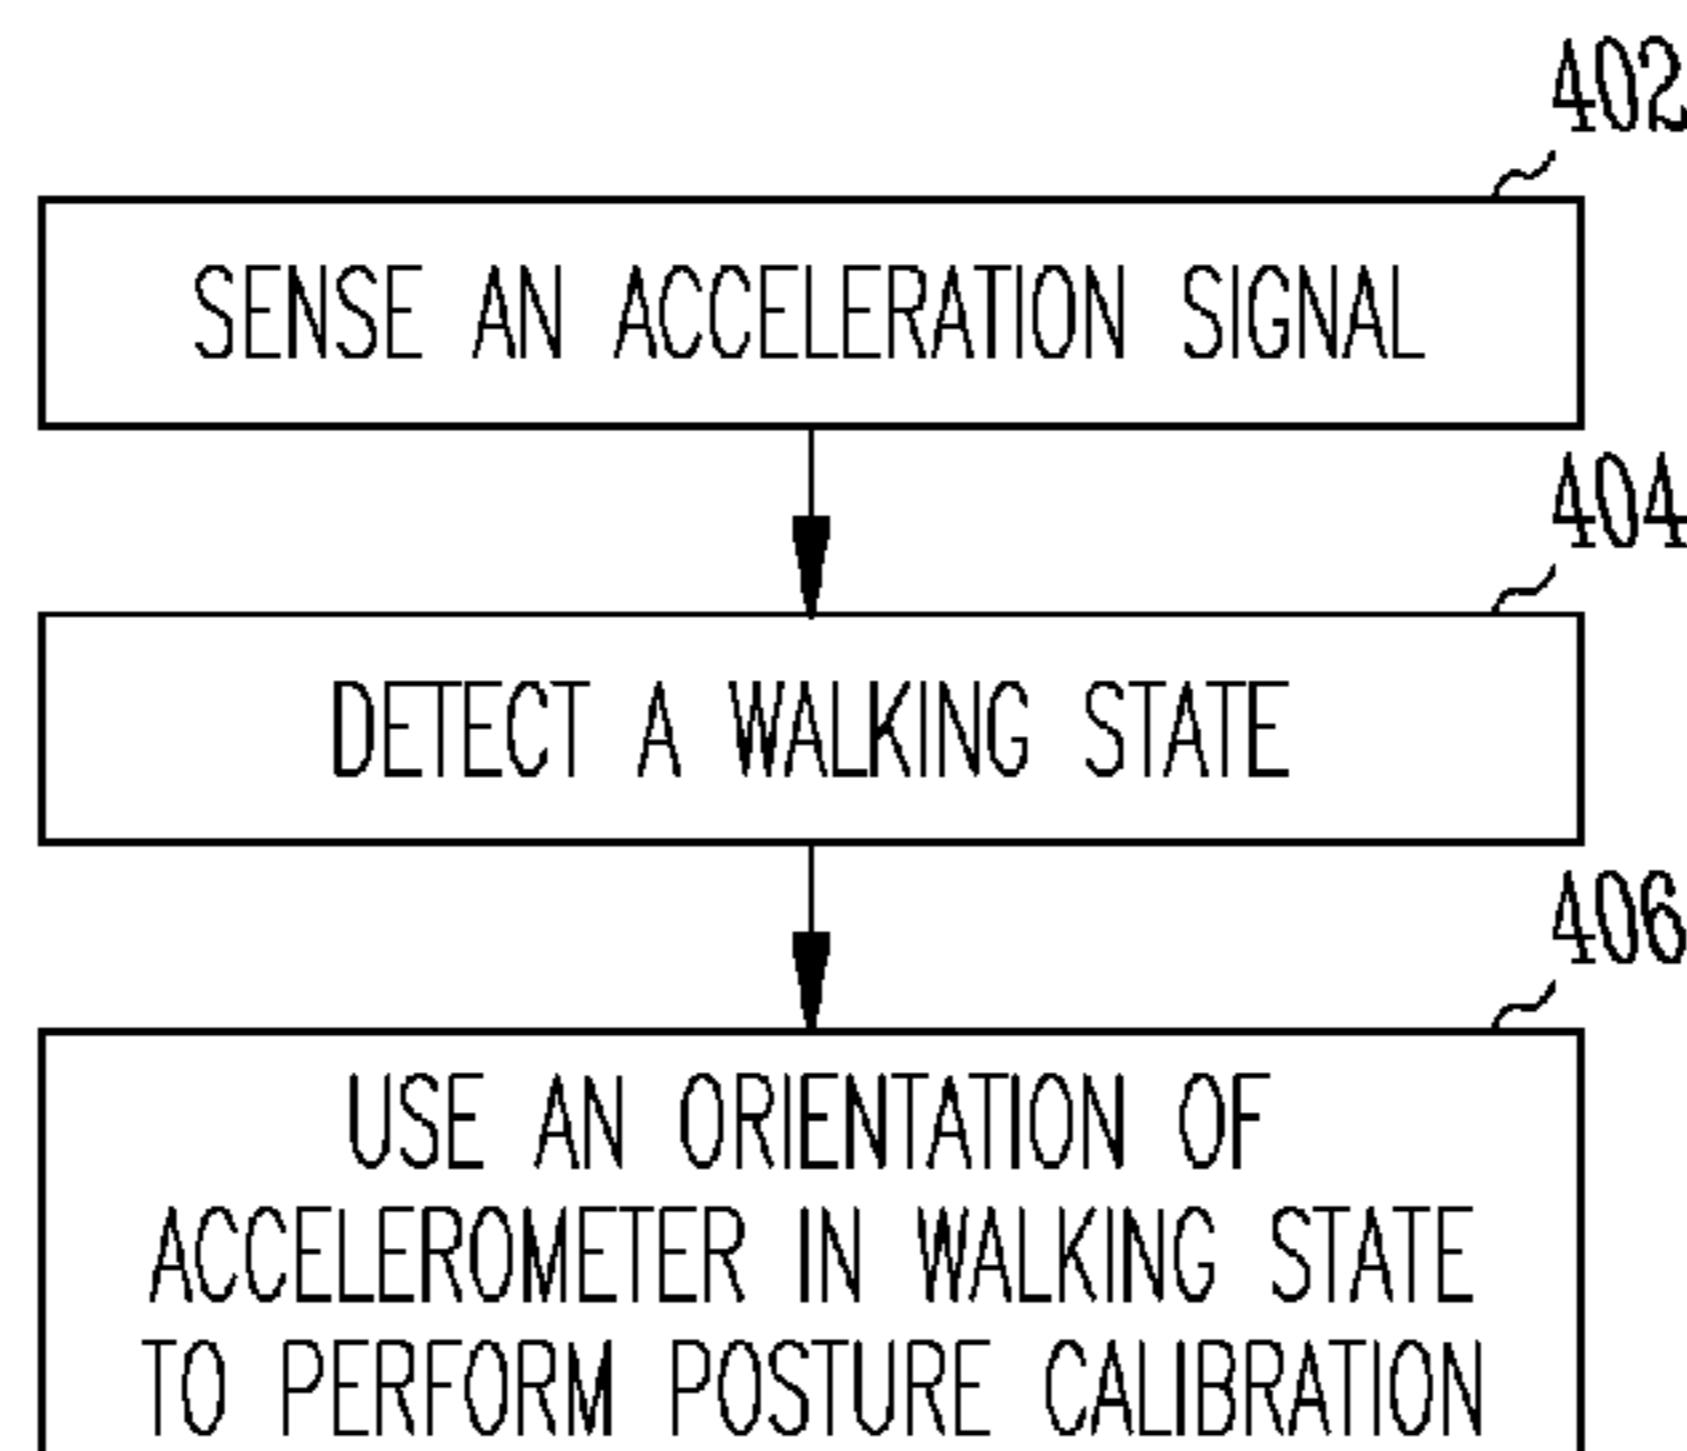 402
SENSE AN ACCELERATION SIGNAL
404
DETECT A WALKING STATE
406
USE AN ORIENTATION OF
ACCELEROMETER IN WALKING STATE
TO PERFORM POSTURE CALIBRATION